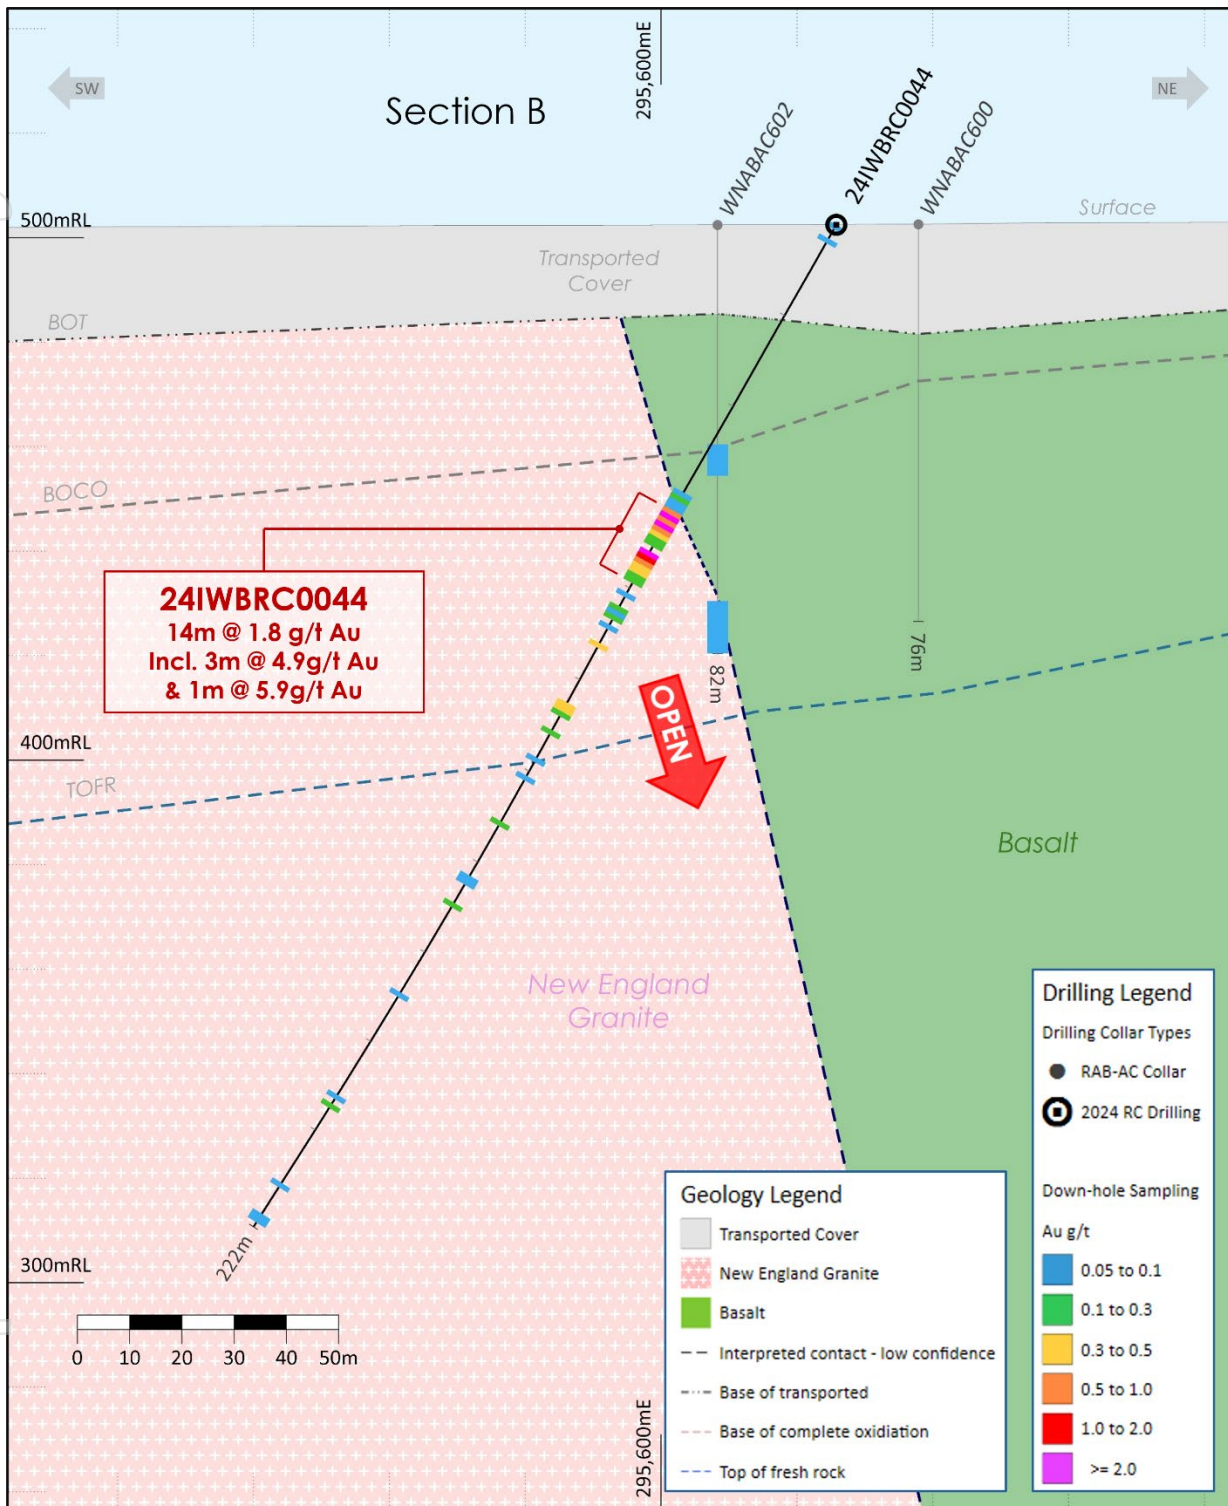 SW
Section B
295,600mE
WNABAC602
24IWBRC0044
WNABAC600
NE
500mRL
Surface
Transported
Cover
BOT
BOCO
24IWBRC0044
14m @ 1.8 g/t Au
Incl. 3m @ 4.9g/t Au
& 1m @ 5.9g/t Au
76m
82m
OPEN
400mRL
TOFR
Basalt
New England
Granite
222m
300mRL
0 10 20 30 40 50m
295,600mE
Geology Legend
Transported Cover
New England Granite
Basalt
Interpreted contact - low confidence
Base of transported
Base of complete oxidiation
Top of fresh rock
Drilling Legend
Drilling Collar Types
RAB-AC Collar
2024 RC Drilling
Down-hole Sampling
Au g/t
0.05 to 0.1
0.1 to 0.3
0.3 to 0.5
0.5 to 1.0
1.0 to 2.0
>= 2.0